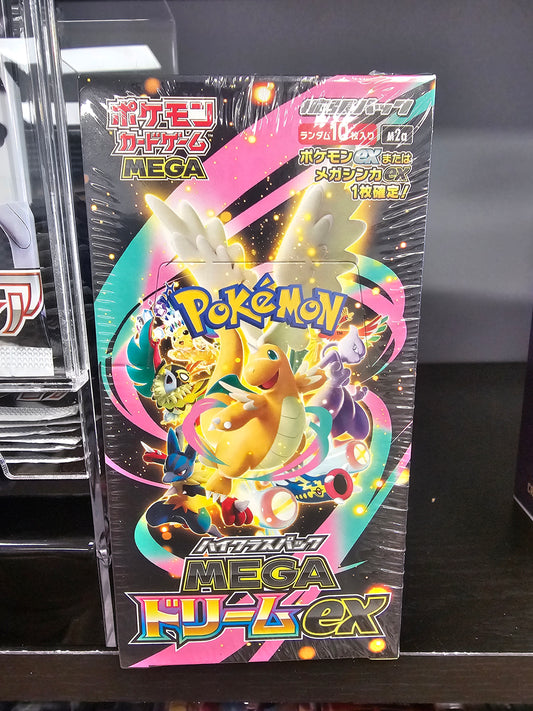 ポケモン
カードゲーム
MEGA
拡張パック
ランダム10枚入り
M2a
ポケモンexまたは
メガシンカex
1枚確定!
POKÉMON
ハイクラスパック
MEGA
ドリームex